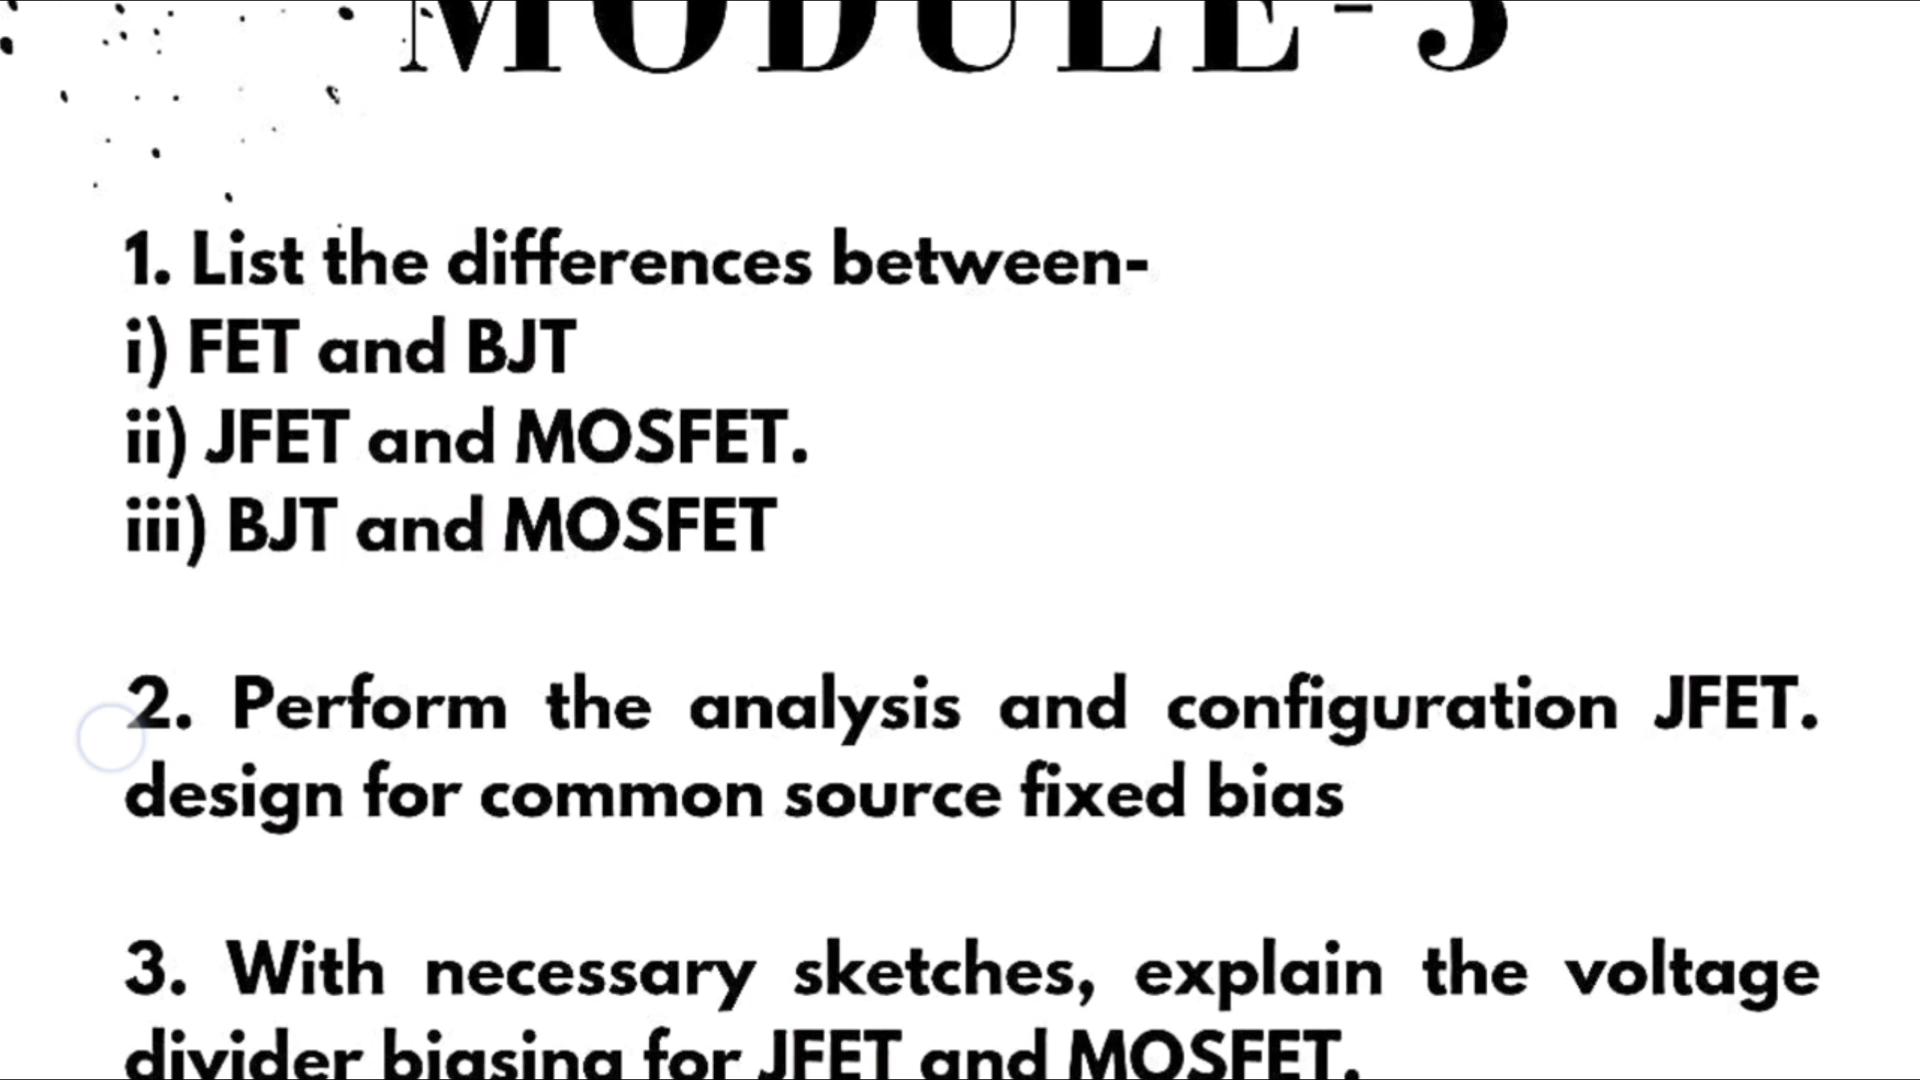 MODULE-3
1. List the differences between-
i) FET and BJT
ii) JFET and MOSFET.
iii) BJT and MOSFET
2. Perform the analysis and configuration JFET.
design for common source fixed bias
3. With necessary sketches, explain the voltage
divider biasing for JFET and MOSFET.